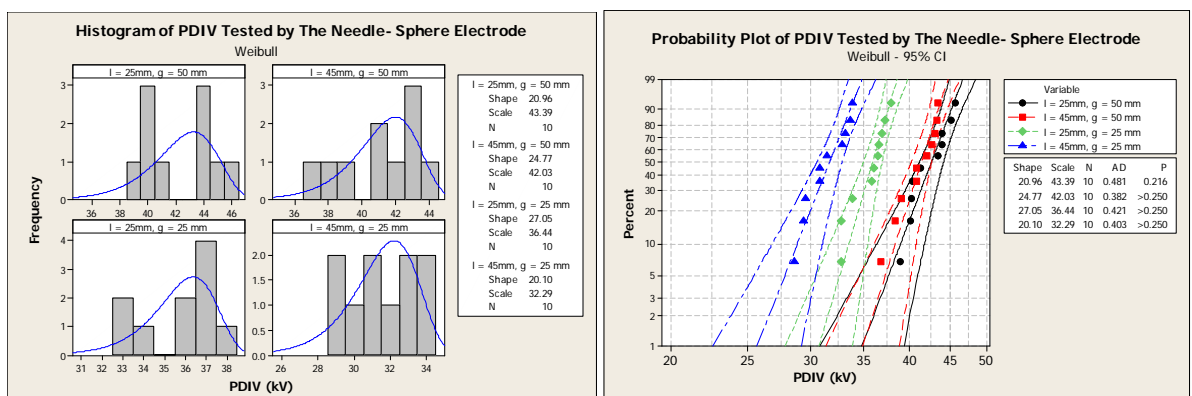 Histogram of PDIV Tested by The Needle- Sphere Electrode
Weibull
l = 25mm, g = 50 mm
l = 45mm, g = 50 mm
3
2
1
0
36 38 40 42 44 46
3
2
1
0
36 38 40 42 44
l = 25mm, g = 25 mm
l = 45mm, g = 25 mm
4
3
2
1
0
31 32 33 34 35 36 37 38
2.0
1.5
1.0
0.5
0.0
26 28 30 32 34
Frequency
PDIV (kV)
l = 25mm, g = 50 mm
Shape 20.96
Scale 43.39
N 10
l = 45mm, g = 50 mm
Shape 24.77
Scale 42.03
N 10
l = 25mm, g = 25 mm
Shape 27.05
Scale 36.44
N 10
l = 45mm, g = 25 mm
Shape 20.10
Scale 32.29
N 10
Probability Plot of PDIV Tested by The Needle- Sphere Electrode
Weibull - 95% CI
Percent
99
90
80
70
60
50
40
30
20
10
5
3
2
1
20 25 30 35 40 45 50
PDIV (kV)
Variable
l = 25mm, g = 50 mm
l = 45mm, g = 50 mm
l = 25mm, g = 25 mm
l = 45mm, g = 25 mm
Shape Scale N AD P
20.96 43.39 10 0.481 0.216
24.77 42.03 10 0.382 >0.250
27.05 36.44 10 0.421 >0.250
20.10 32.29 10 0.403 >0.250